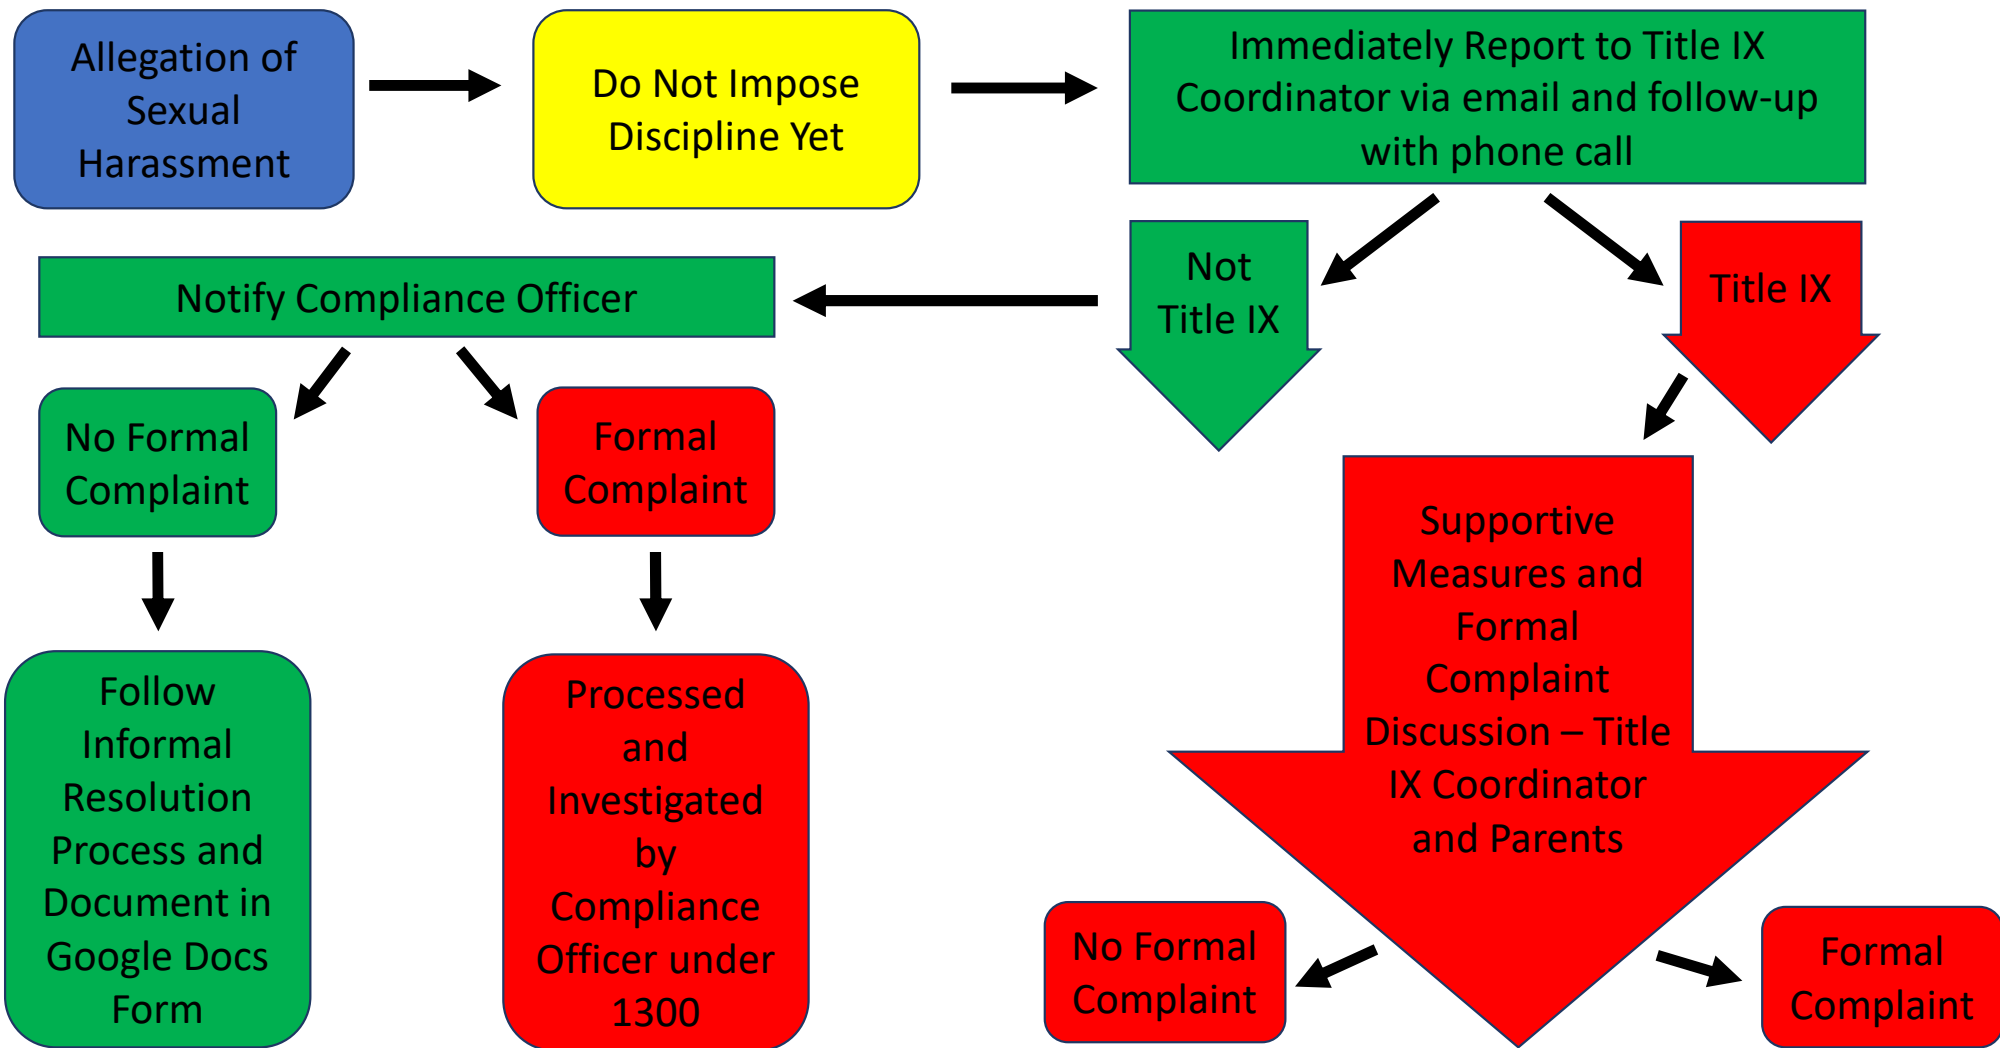 Allegation of
Sexual
Harassment
Do Not Impose
Discipline Yet
Immediately Report to Title IX
Coordinator via email and follow-up
with phone call
Not
Title IX
Title IX
Notify Compliance Officer
No Formal
Complaint
Formal
Complaint
Follow
Informal
Resolution
Process and
Document in
Google Docs
Form
Processed
and
Investigated
by
Compliance
Officer under
1300
Supportive
Measures and
Formal
Complaint
Discussion – Title
IX Coordinator
and Parents
No Formal
Complaint
Formal
Complaint